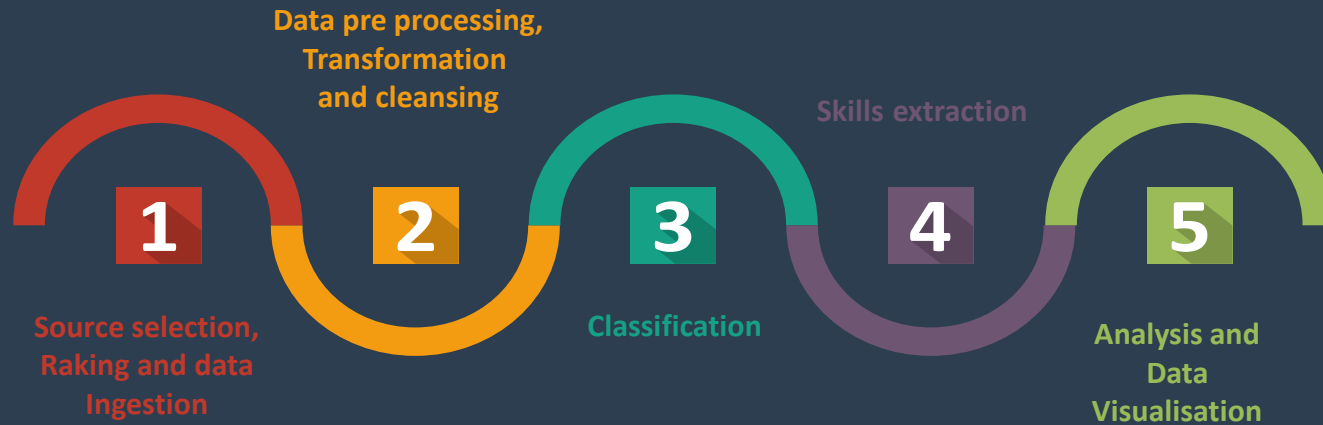 1
Source selection,
Raking and data
Ingestion
Data pre processing,
Transformation
and cleansing
2
3
Classification
Skills extraction
4
5
Analysis and
Data
Visualisation